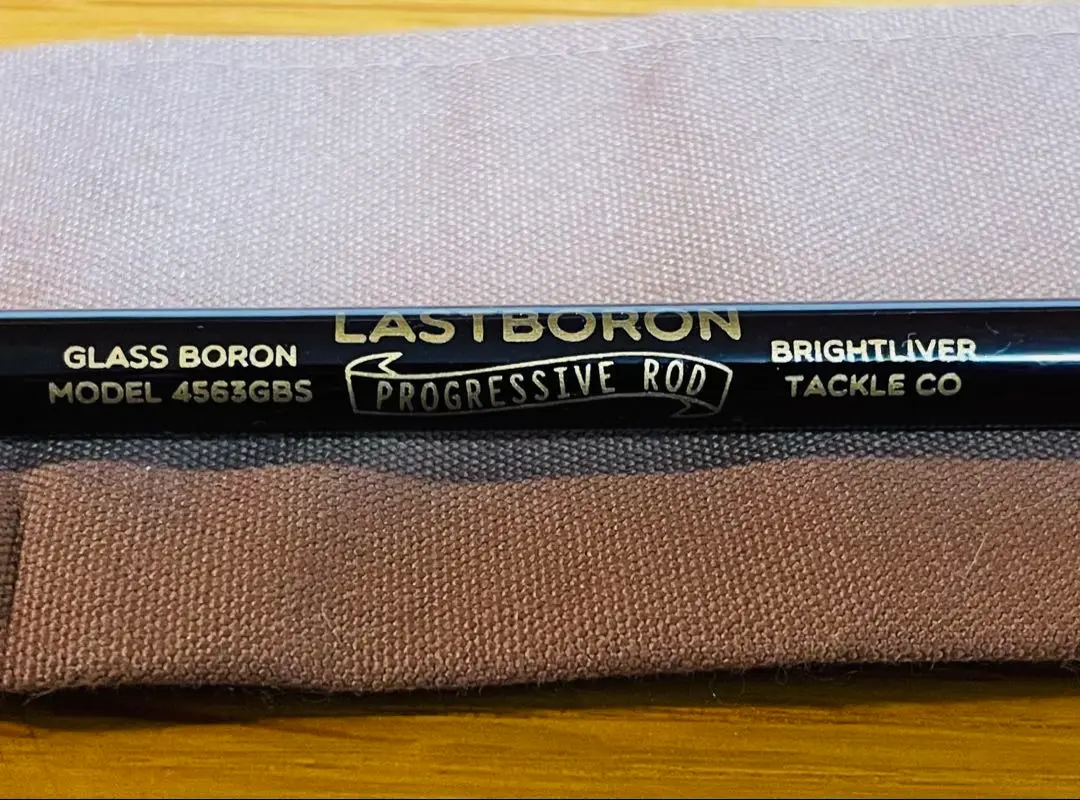 GLASS BORON
MODEL 4563GBS
LASTBORON
PROGRESSIVE ROD
BRIGHTLIVER
TACKLE CO